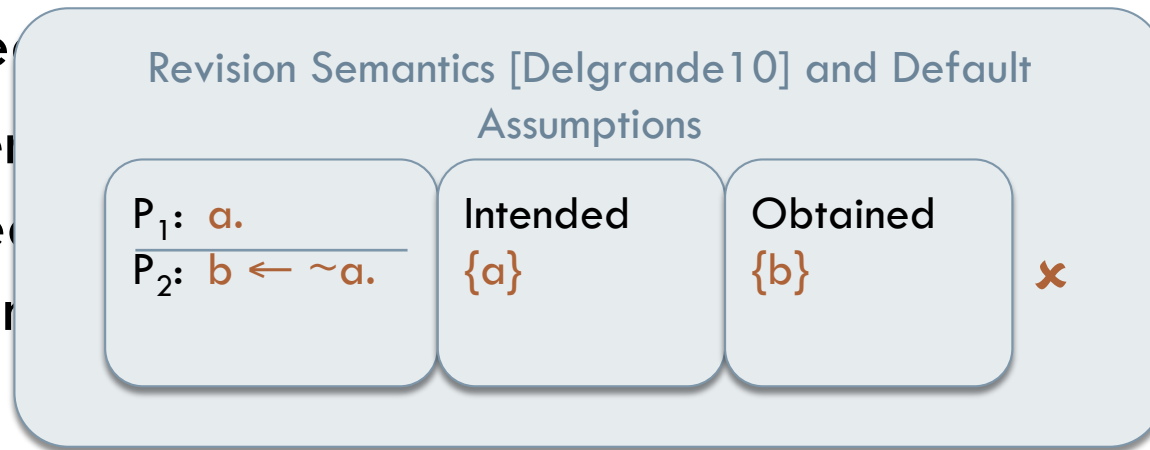 Revision Semantics [Delgrande10] and Default
Assumptions
P₁: a.
P₂: b ← ~a.
Intended
{a}
Obtained
{b}
✘